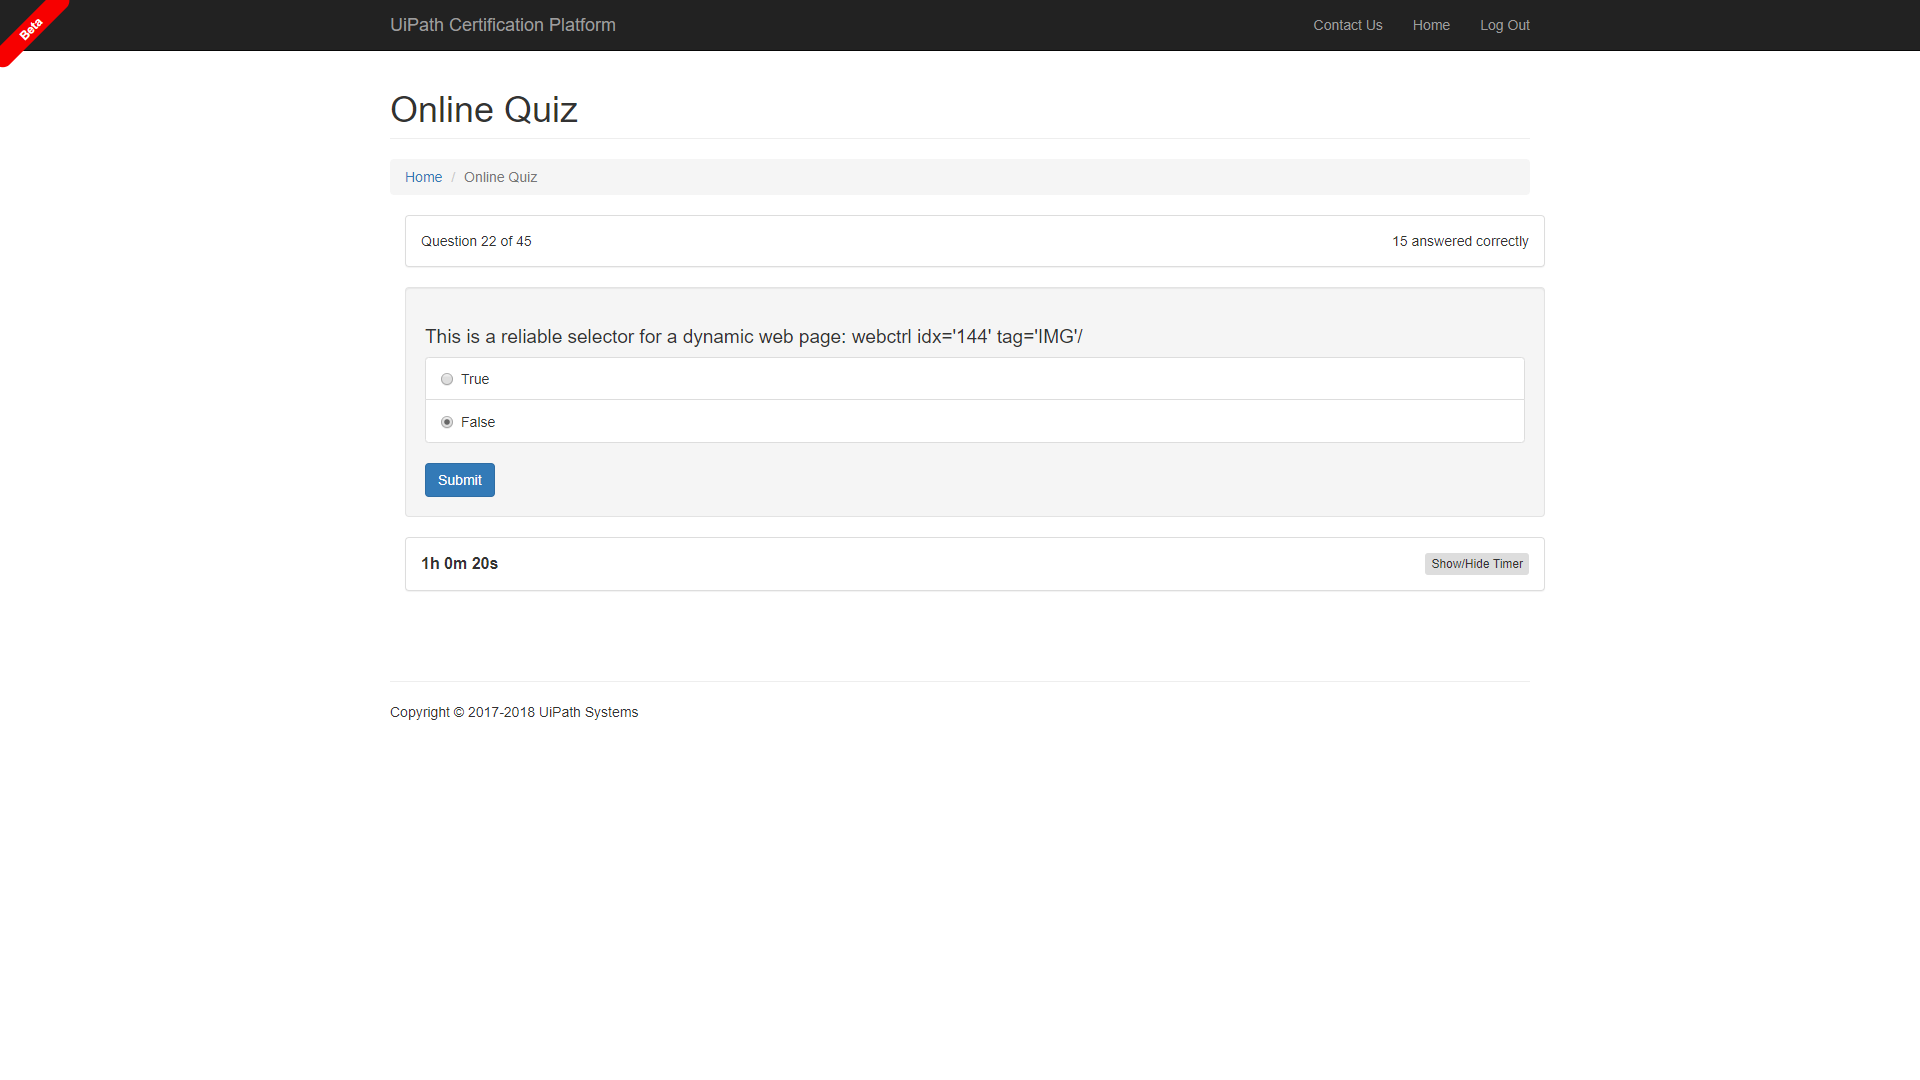 Beta
UiPath Certification Platform
Contact Us
Home
Log Out
Online Quiz
Home / Online Quiz
Question 22 of 45
15 answered correctly
This is a reliable selector for a dynamic web page: webctrl idx='144' tag='IMG'/
True
False
Submit
1h 0m 20s
Show/Hide Timer
Copyright © 2017-2018 UiPath Systems